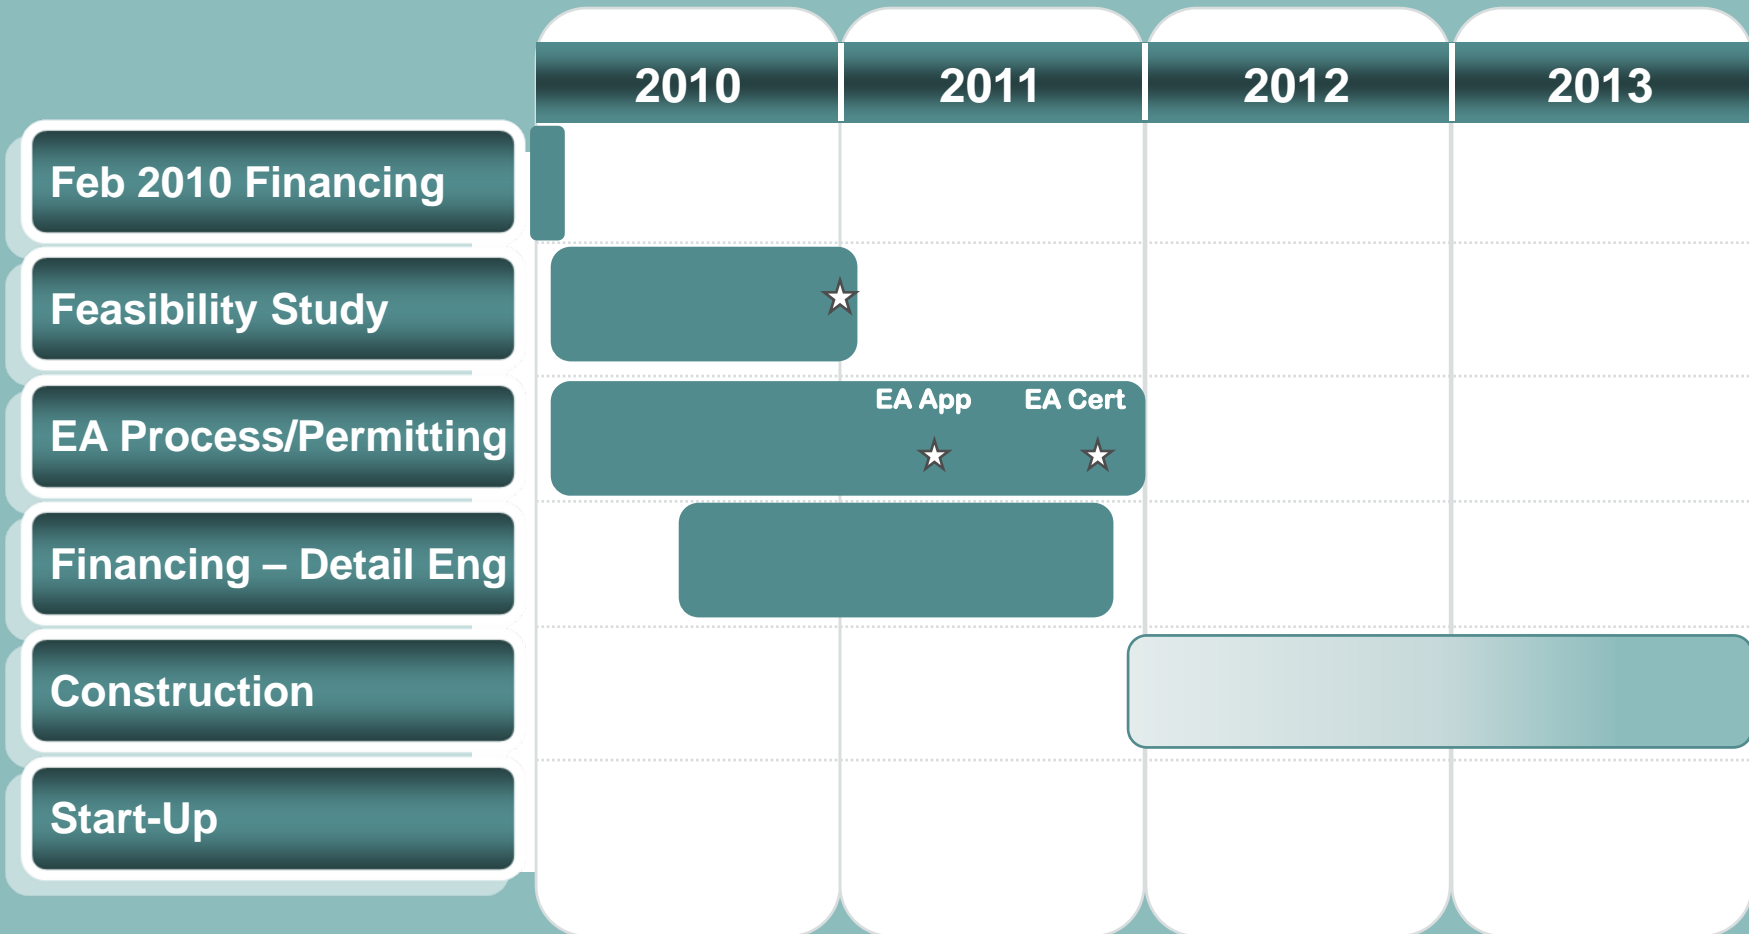 2010 2011 2012 2013
Feb 2010 Financing
Feasibility Study
EA Process/Permitting
EA App EA Cert
Financing – Detail Eng
Construction
Start-Up